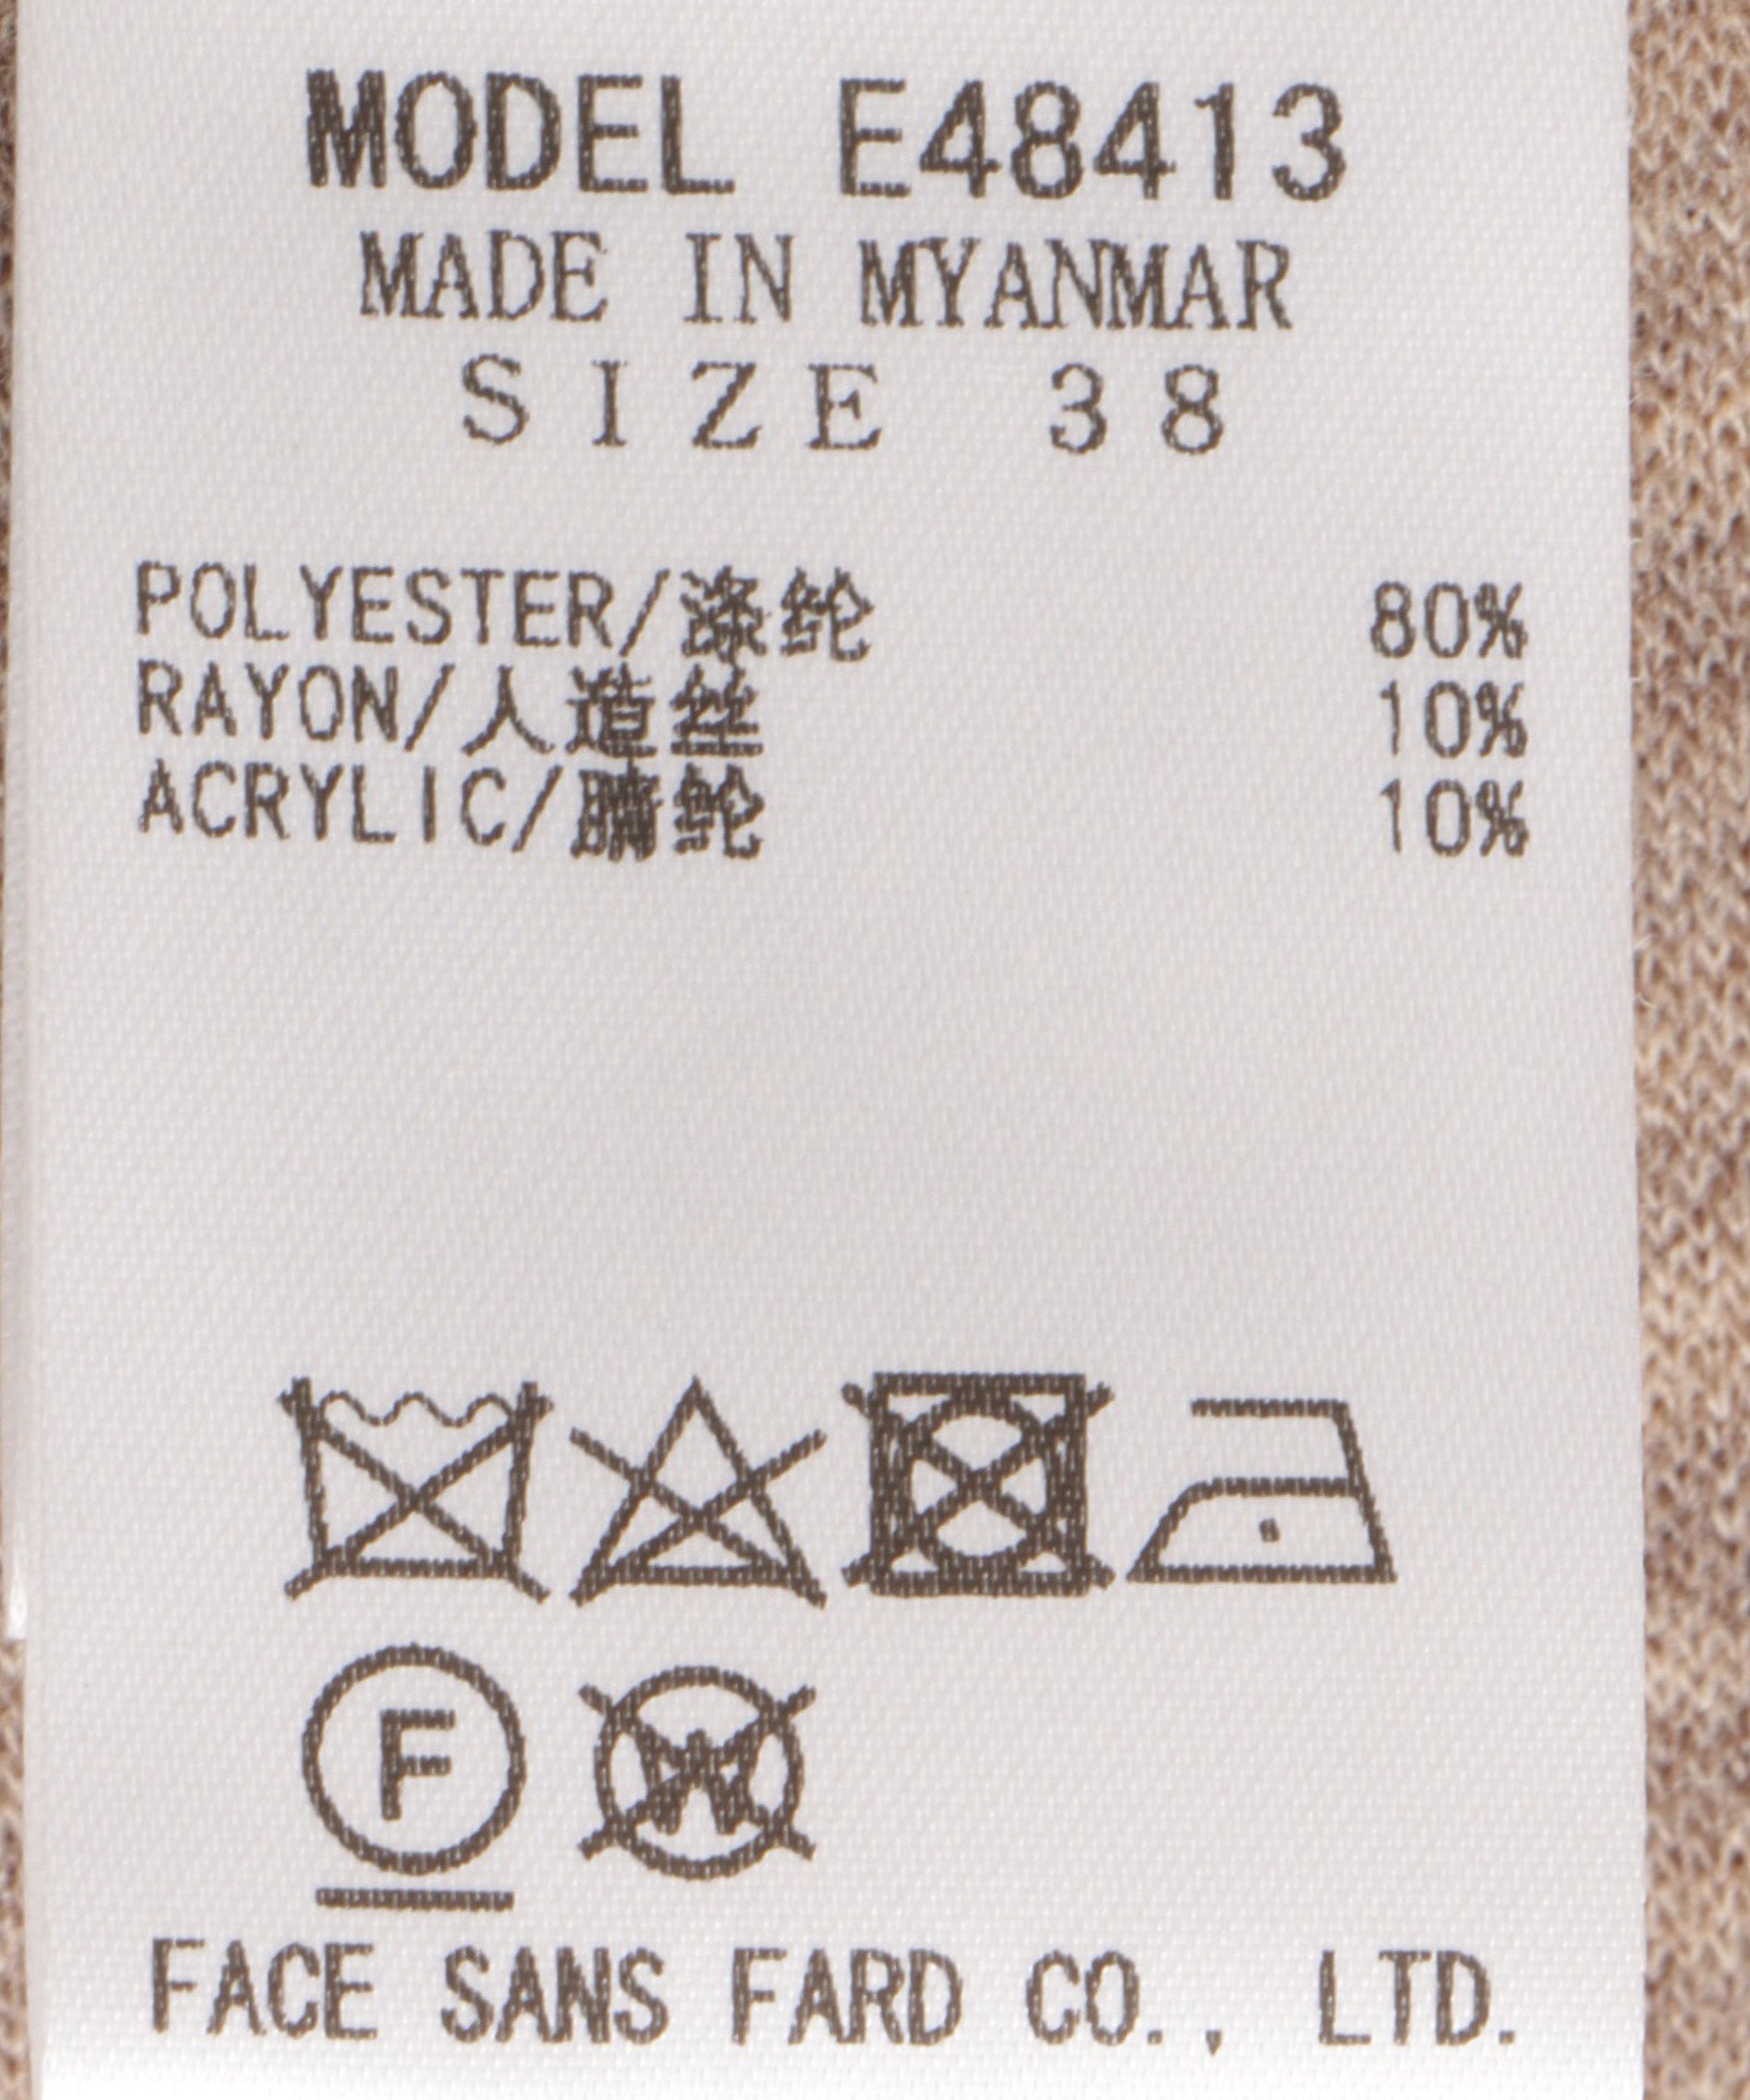 MODEL E48413
MADE IN MYANMAR
SIZE 38
POLYESTER/涤纶 80%
RAYON/人造丝 10%
ACRYLIC/腈纶 10%
F W
FACE SANS FARD CO., LTD.